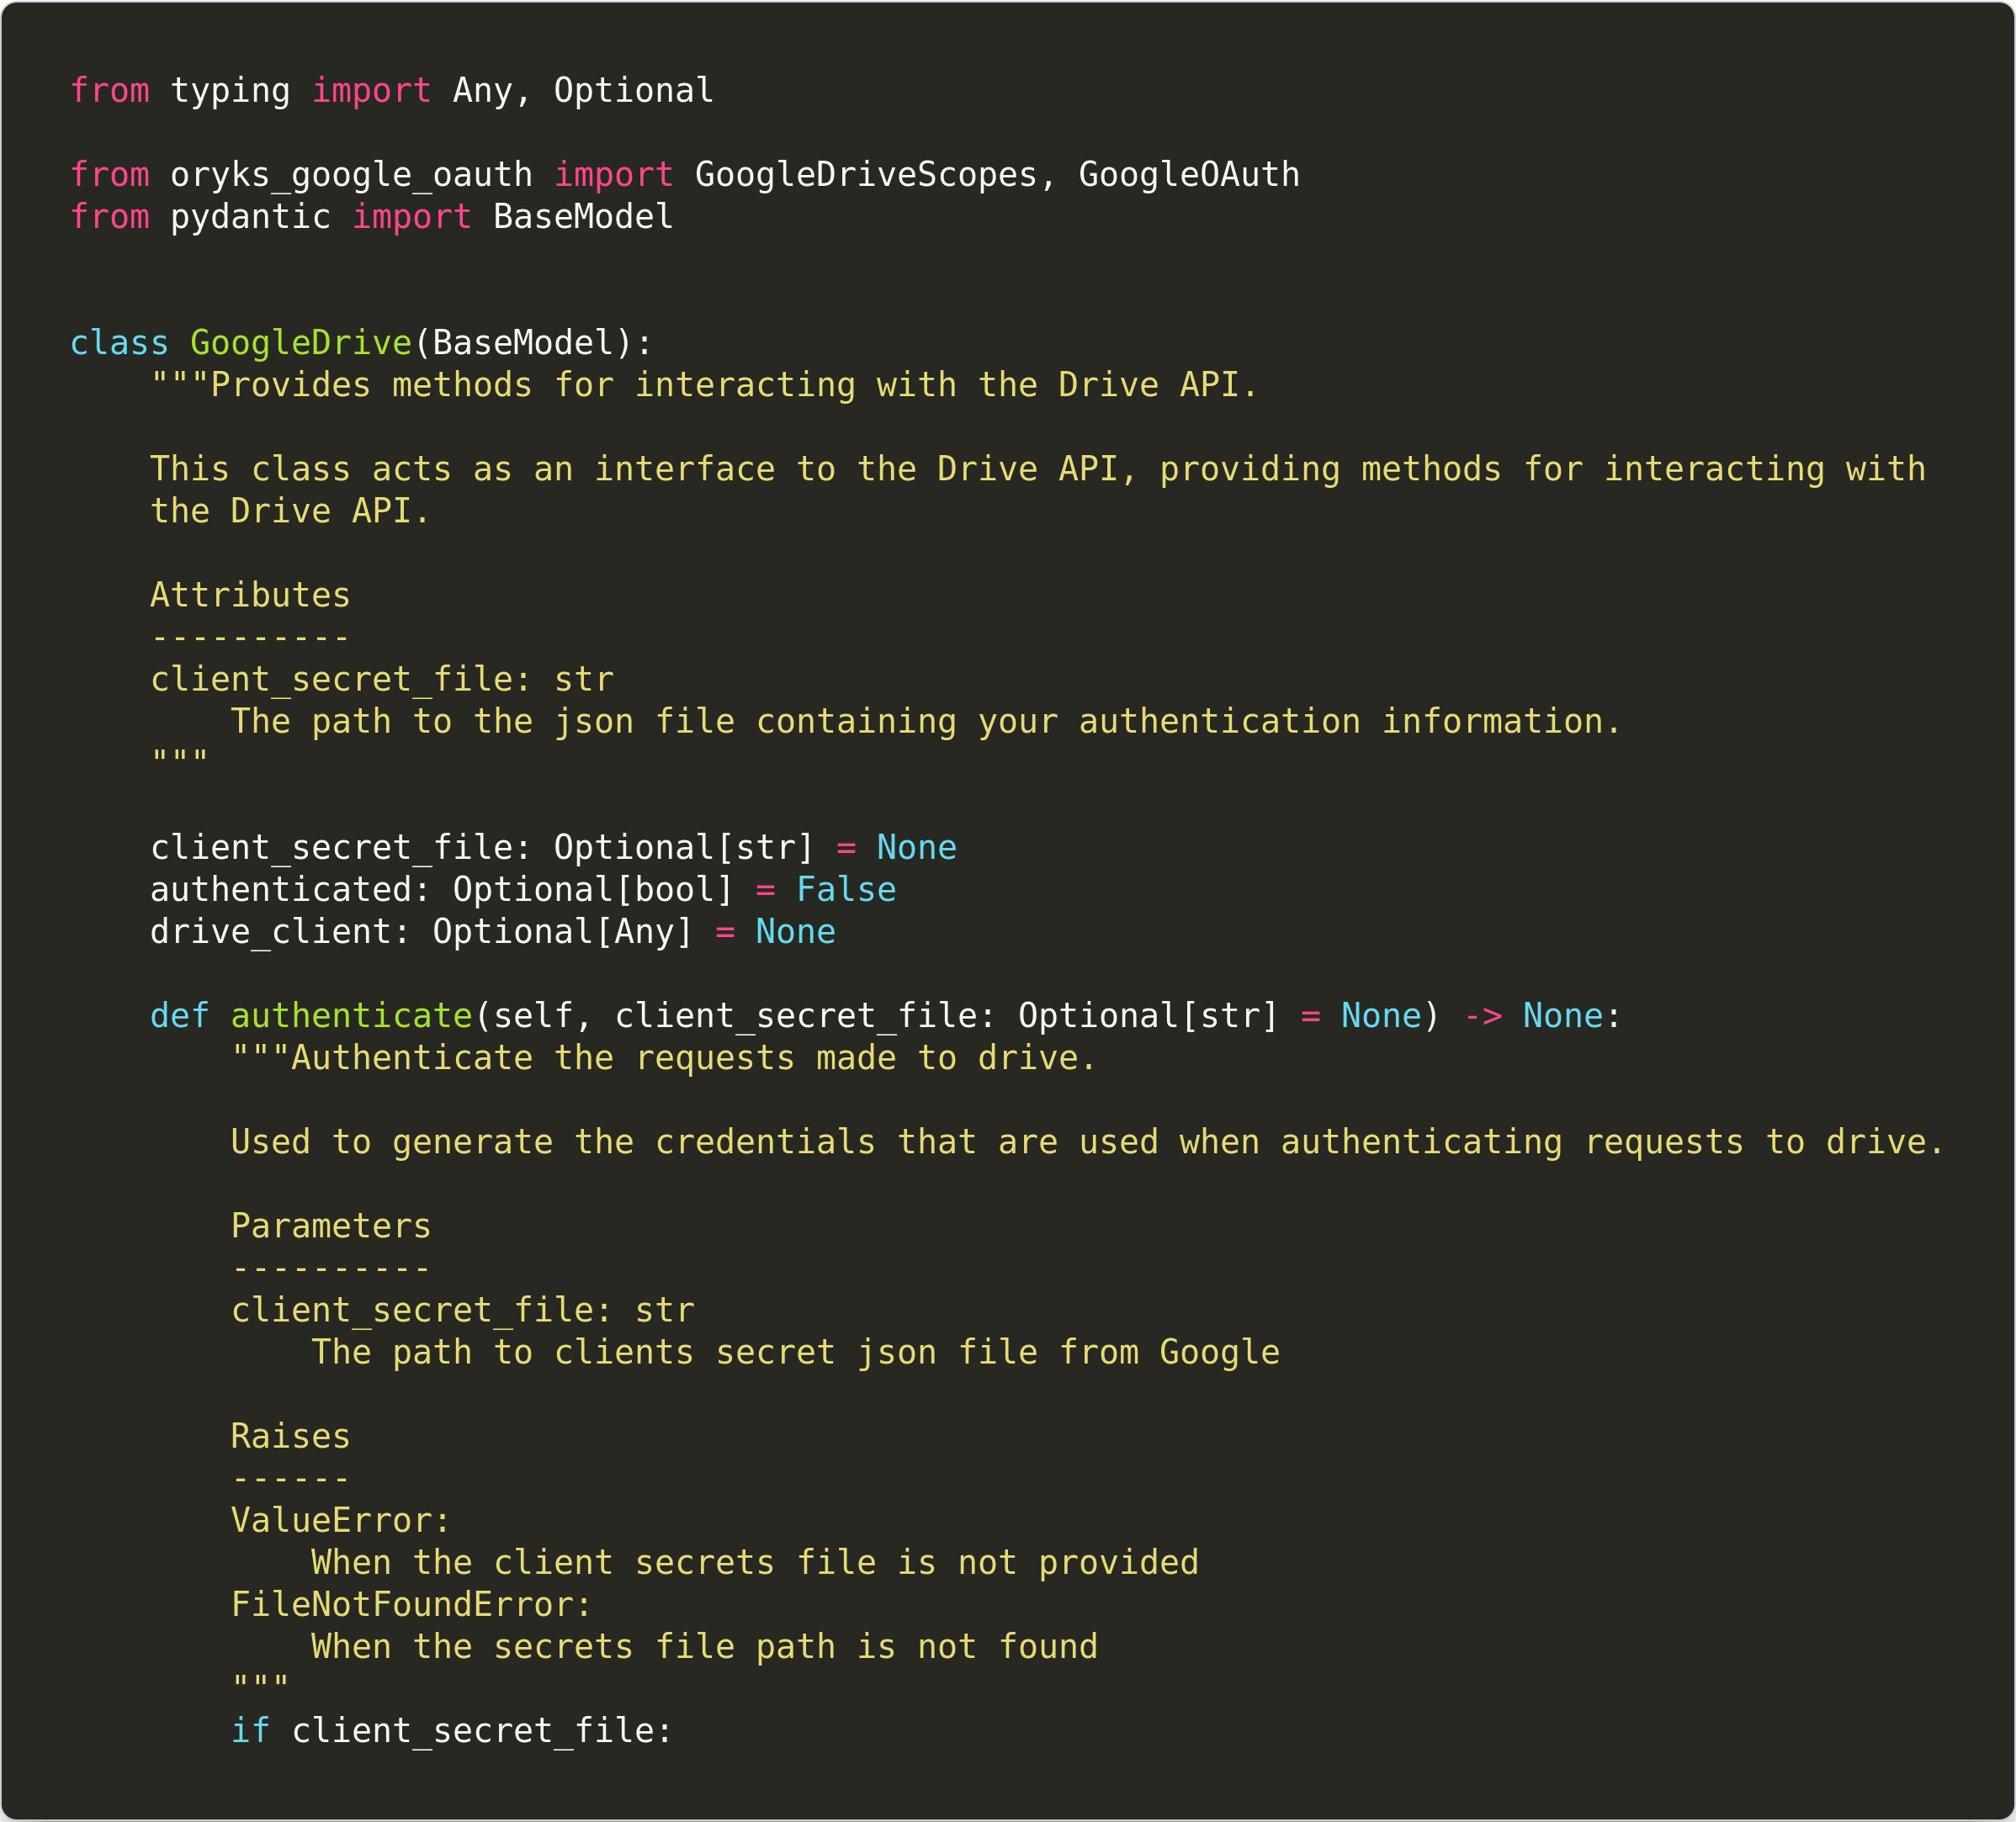 from typing import Any, Optional

from oryks_google_oauth import GoogleDriveScopes, GoogleOAuth
from pydantic import BaseModel


class GoogleDrive(BaseModel):
    """Provides methods for interacting with the Drive API.

    This class acts as an interface to the Drive API, providing methods for interacting with
    the Drive API.

    Attributes
    ----------
    client_secret_file: str
        The path to the json file containing your authentication information.
    """

    client_secret_file: Optional[str] = None
    authenticated: Optional[bool] = False
    drive_client: Optional[Any] = None

    def authenticate(self, client_secret_file: Optional[str] = None) -> None:
        """Authenticate the requests made to drive.

        Used to generate the credentials that are used when authenticating requests to drive.

        Parameters
        ----------
        client_secret_file: str
            The path to clients secret json file from Google

        Raises
        ------
        ValueError:
            When the client secrets file is not provided
        FileNotFoundError:
            When the secrets file path is not found
        """
        if client_secret_file: